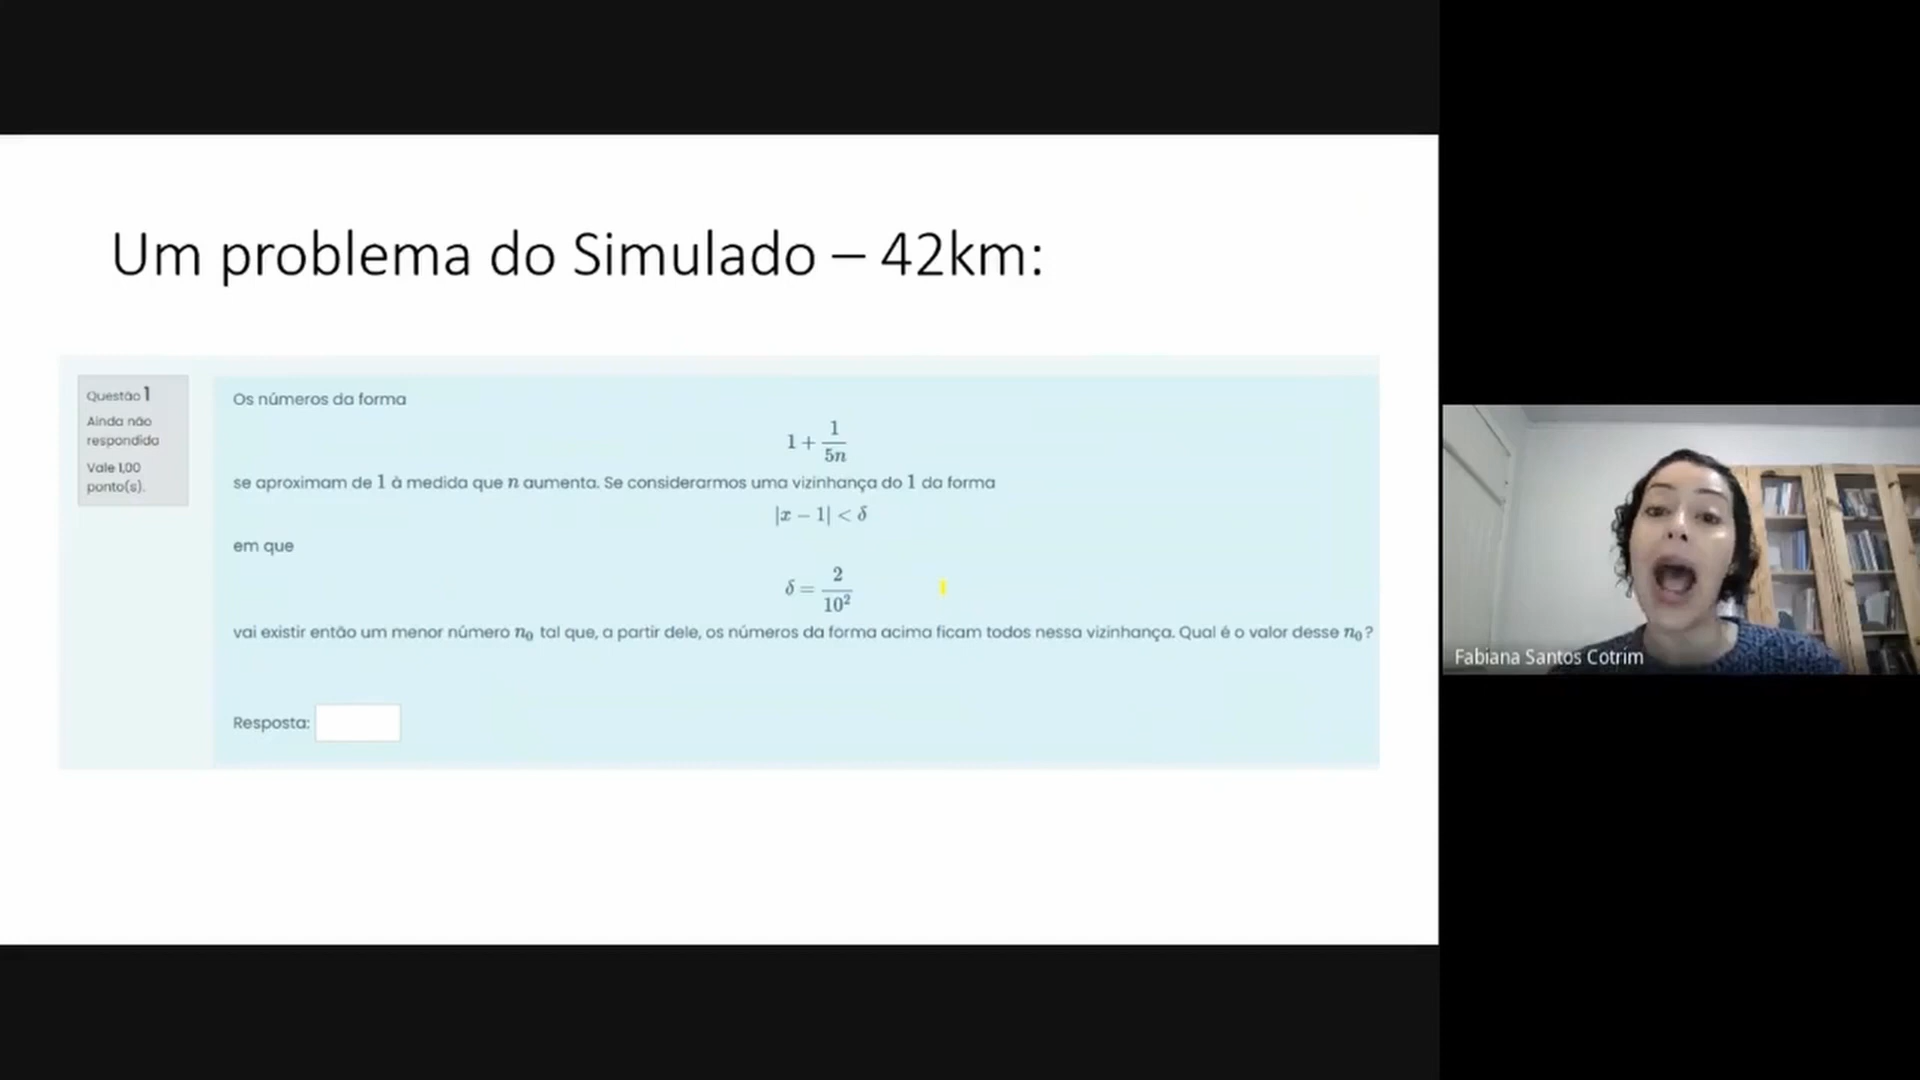 Um problema do Simulado – 42km:
Questão 1
Ainda não
respondida
Vale 1,00
ponto(s).
Os números da forma
1 + 1/5n
se aproximam de 1 à medida que n aumenta. Se considerarmos uma vizinhança do 1 da forma
|x − 1| < δ
em que
δ = 2/10²
vai existir então um menor número n₀ tal que, a partir dele, os números da forma acima ficam todos nessa vizinhança. Qual é o valor desse n₀?
Resposta:
Fabiana Santos Cotrim